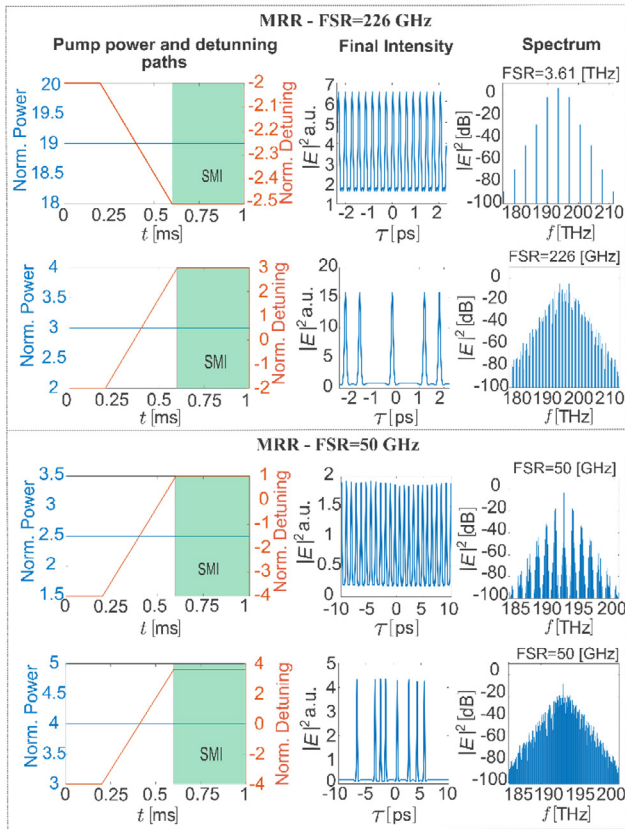 MRR - FSR=226 GHz
Pump power and detunning paths
Final Intensity
Spectrum
Norm. Power
20
19.5
19
18.5
18
0 0.25 0.5 0.75 1
t [ms]
SMI
-2
-2.1
-2.2
-2.3
-2.4
-2.5
Norm. Detuning
|E|² a.u.
7
6
5
4
3
2
1
-2 -1 0 1 2
τ [ps]
FSR=3.61 [THz]
|E|² [dB]
0
-20
-40
-60
-80
-100
180 190 200 210
f [THz]
Norm. Power
4
3.5
3
2.5
2
0 0.25 0.5 0.75 1
t [ms]
SMI
3
2
1
0
-1
-2
Norm. Detuning
|E|² a.u.
20
15
10
5
0
-2 -1 0 1 2
τ [ps]
FSR=226 [GHz]
|E|² [dB]
0
-20
-40
-60
-80
-100
180 190 200 210
f [THz]
MRR - FSR=50 GHz
Norm. Power
3.5
3
2.5
2
1.5
0 0.25 0.5 0.75 1
t [ms]
SMI
1
0
-1
-2
-3
-4
Norm. Detuning
|E|² a.u.
2
1.5
1
0.5
0
-10 -5 0 5 10
τ [ps]
FSR=50 [GHz]
|E|² [dB]
0
-20
-40
-60
-80
-100
185 190 195 200
f [THz]
Norm. Power
5
4.5
4
3.5
3
0 0.25 0.5 0.75 1
t [ms]
SMI
4
2
0
-2
-4
Norm. Detuning
|E|² a.u.
5
4
3
2
1
0
-10 -5 0 5 10
τ [ps]
FSR=50 [GHz]
|E|² [dB]
0
-20
-40
-60
-80
-100
185 190 195 200
f [THz]